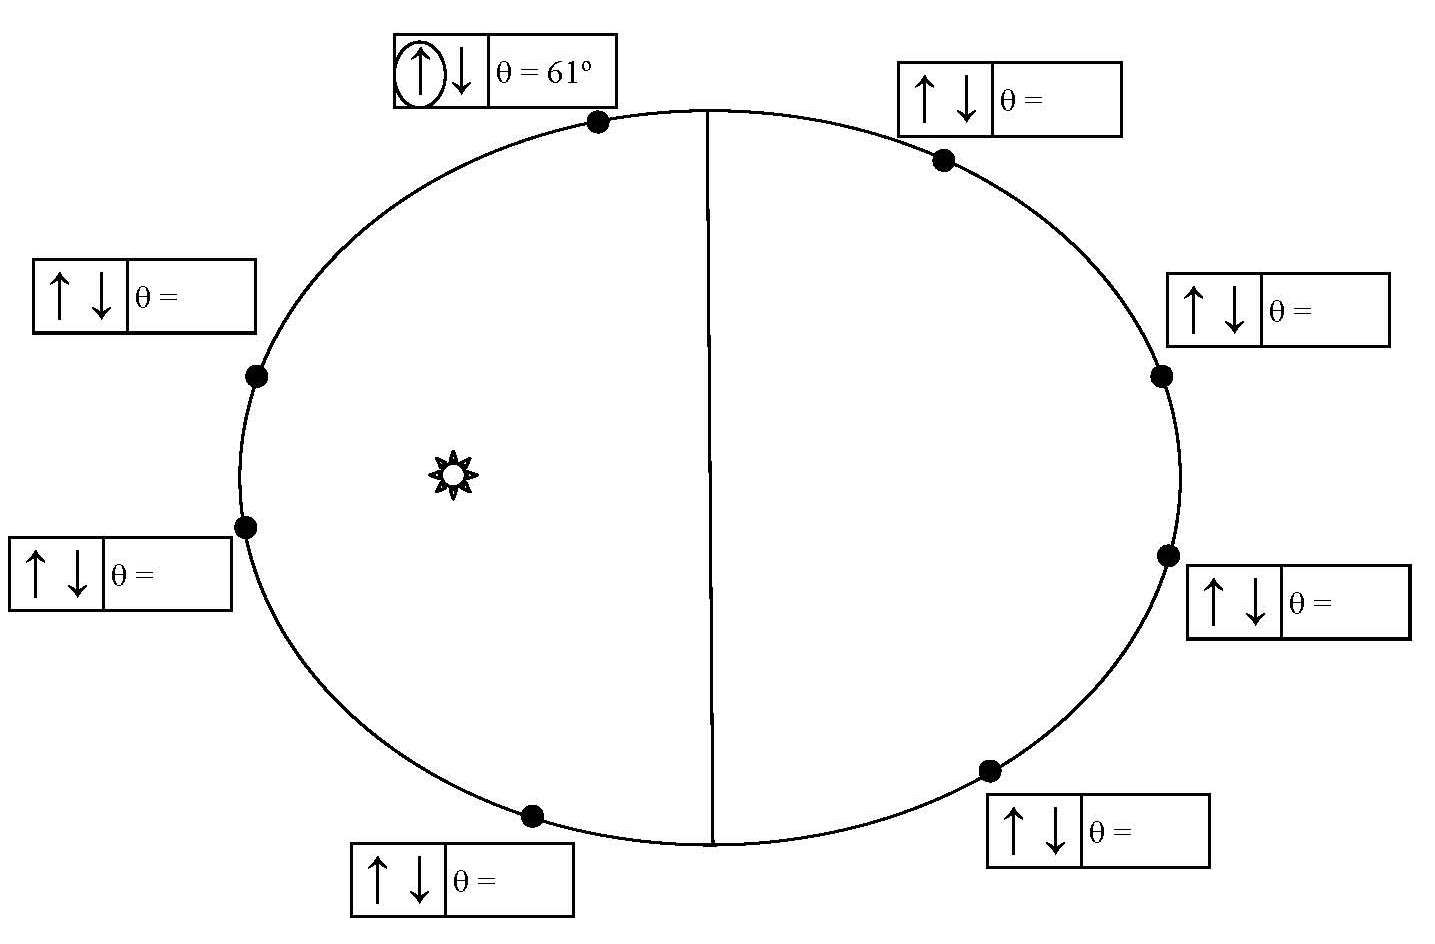 ↑ ↓ θ = 61º
↑ ↓ θ =
↑ ↓ θ =
↑ ↓ θ =
↑ ↓ θ =
↑ ↓ θ =
↑ ↓ θ =
↑ ↓ θ =